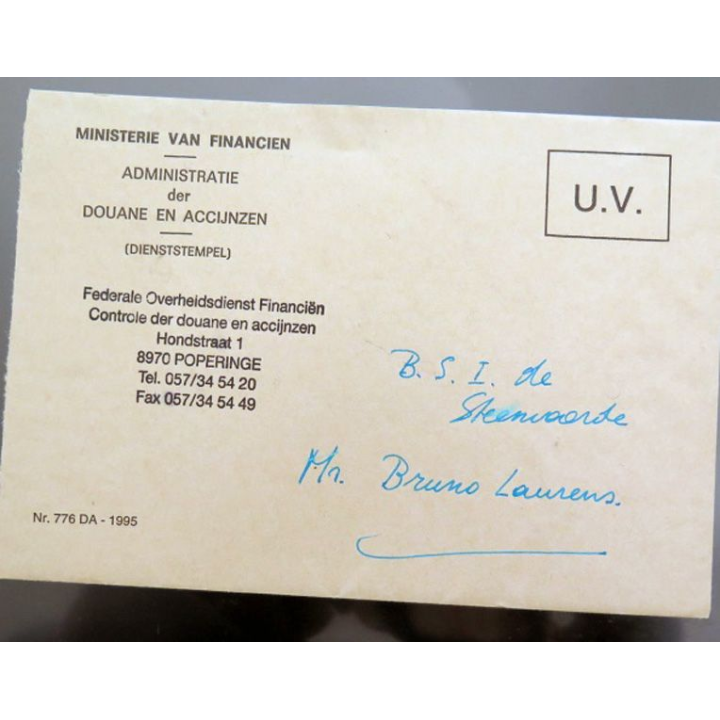 MINISTERIE VAN FINANCIEN
ADMINISTRATIE
der
DOUANE EN ACCIJNZEN
(DIENSTSTEMPEL)
Federale Overheidsdienst Financiën
Controle der douane en accijnzen
Hondstraat 1
8970 POPERINGE
Tel. 057/34 54 20
Fax 057/34 54 49
U.V.
B. S. I. de
Steenvoorde
Mr. Bruno Laurens.
Nr. 776 DA - 1995